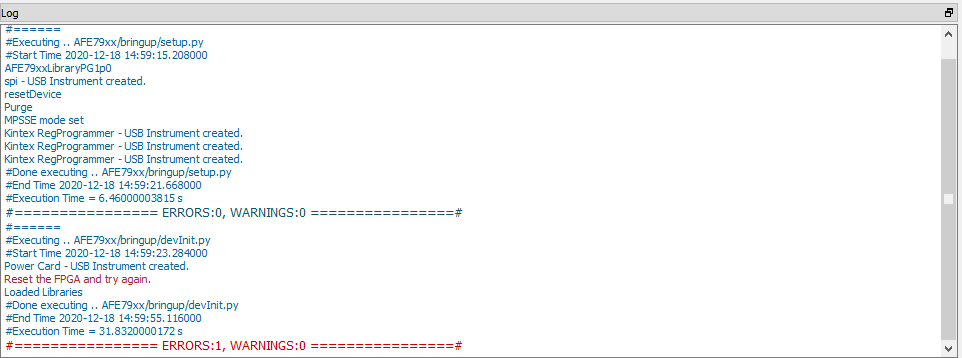 Log
#======
#Executing .. AFE79xx/bringup/setup.py
#Start Time 2020-12-18 14:59:15.208000
AFE79xxLibraryPG1p0
spi - USB Instrument created.
resetDevice
Purge
MPSSE mode set
Kintex RegProgrammer - USB Instrument created.
Kintex RegProgrammer - USB Instrument created.
Kintex RegProgrammer - USB Instrument created.
#Done executing .. AFE79xx/bringup/setup.py
#End Time 2020-12-18 14:59:21.668000
#Execution Time = 6.46000003815 s
#================ ERRORS:0, WARNINGS:0 ================#
#======
#Executing .. AFE79xx/bringup/devInit.py
#Start Time 2020-12-18 14:59:23.284000
Power Card - USB Instrument created.
Reset the FPGA and try again.
Loaded Libraries
#Done executing .. AFE79xx/bringup/devInit.py
#End Time 2020-12-18 14:59:55.116000
#Execution Time = 31.8320000172 s
#================ ERRORS:1, WARNINGS:0 ================#